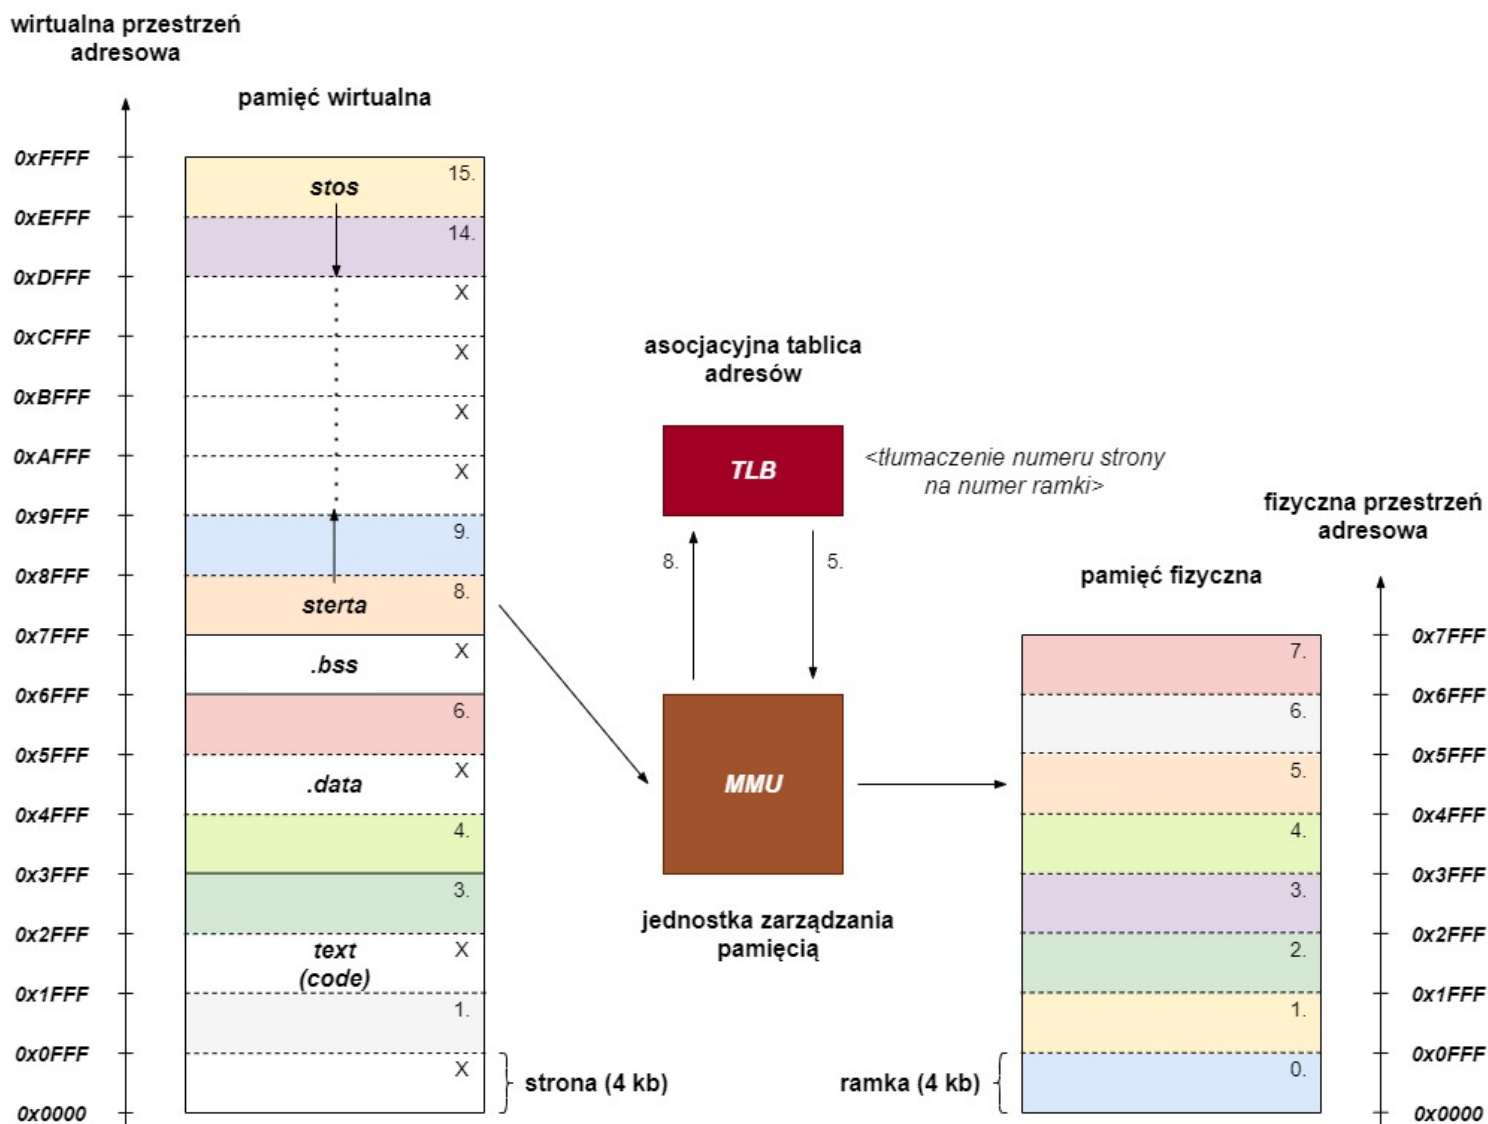 wirtualna przestrzeń
adresowa
pamięć wirtualna
0xFFFF
15.
stos
0xEFFF
14.
0xDFFF
X
0xCFFF
X
0xBFFF
X
0xAFFF
X
0x9FFF
9.
0x8FFF
8.
sterta
0x7FFF
X
.bss
0x6FFF
6.
0x5FFF
X
.data
0x4FFF
4.
0x3FFF
3.
0x2FFF
X
text
(code)
0x1FFF
1.
0x0FFF
X
0x0000
strona (4 kb)
asocjacyjna tablica
adresów
TLB
<tłumaczenie numeru strony
na numer ramki>
8.
5.
MMU
jednostka zarządzania
pamięcią
fizyczna przestrzeń
adresowa
pamięć fizyczna
7.
0x7FFF
6.
0x6FFF
5.
0x5FFF
4.
0x4FFF
3.
0x3FFF
2.
0x2FFF
1.
0x1FFF
0.
0x0FFF
0x0000
ramka (4 kb)